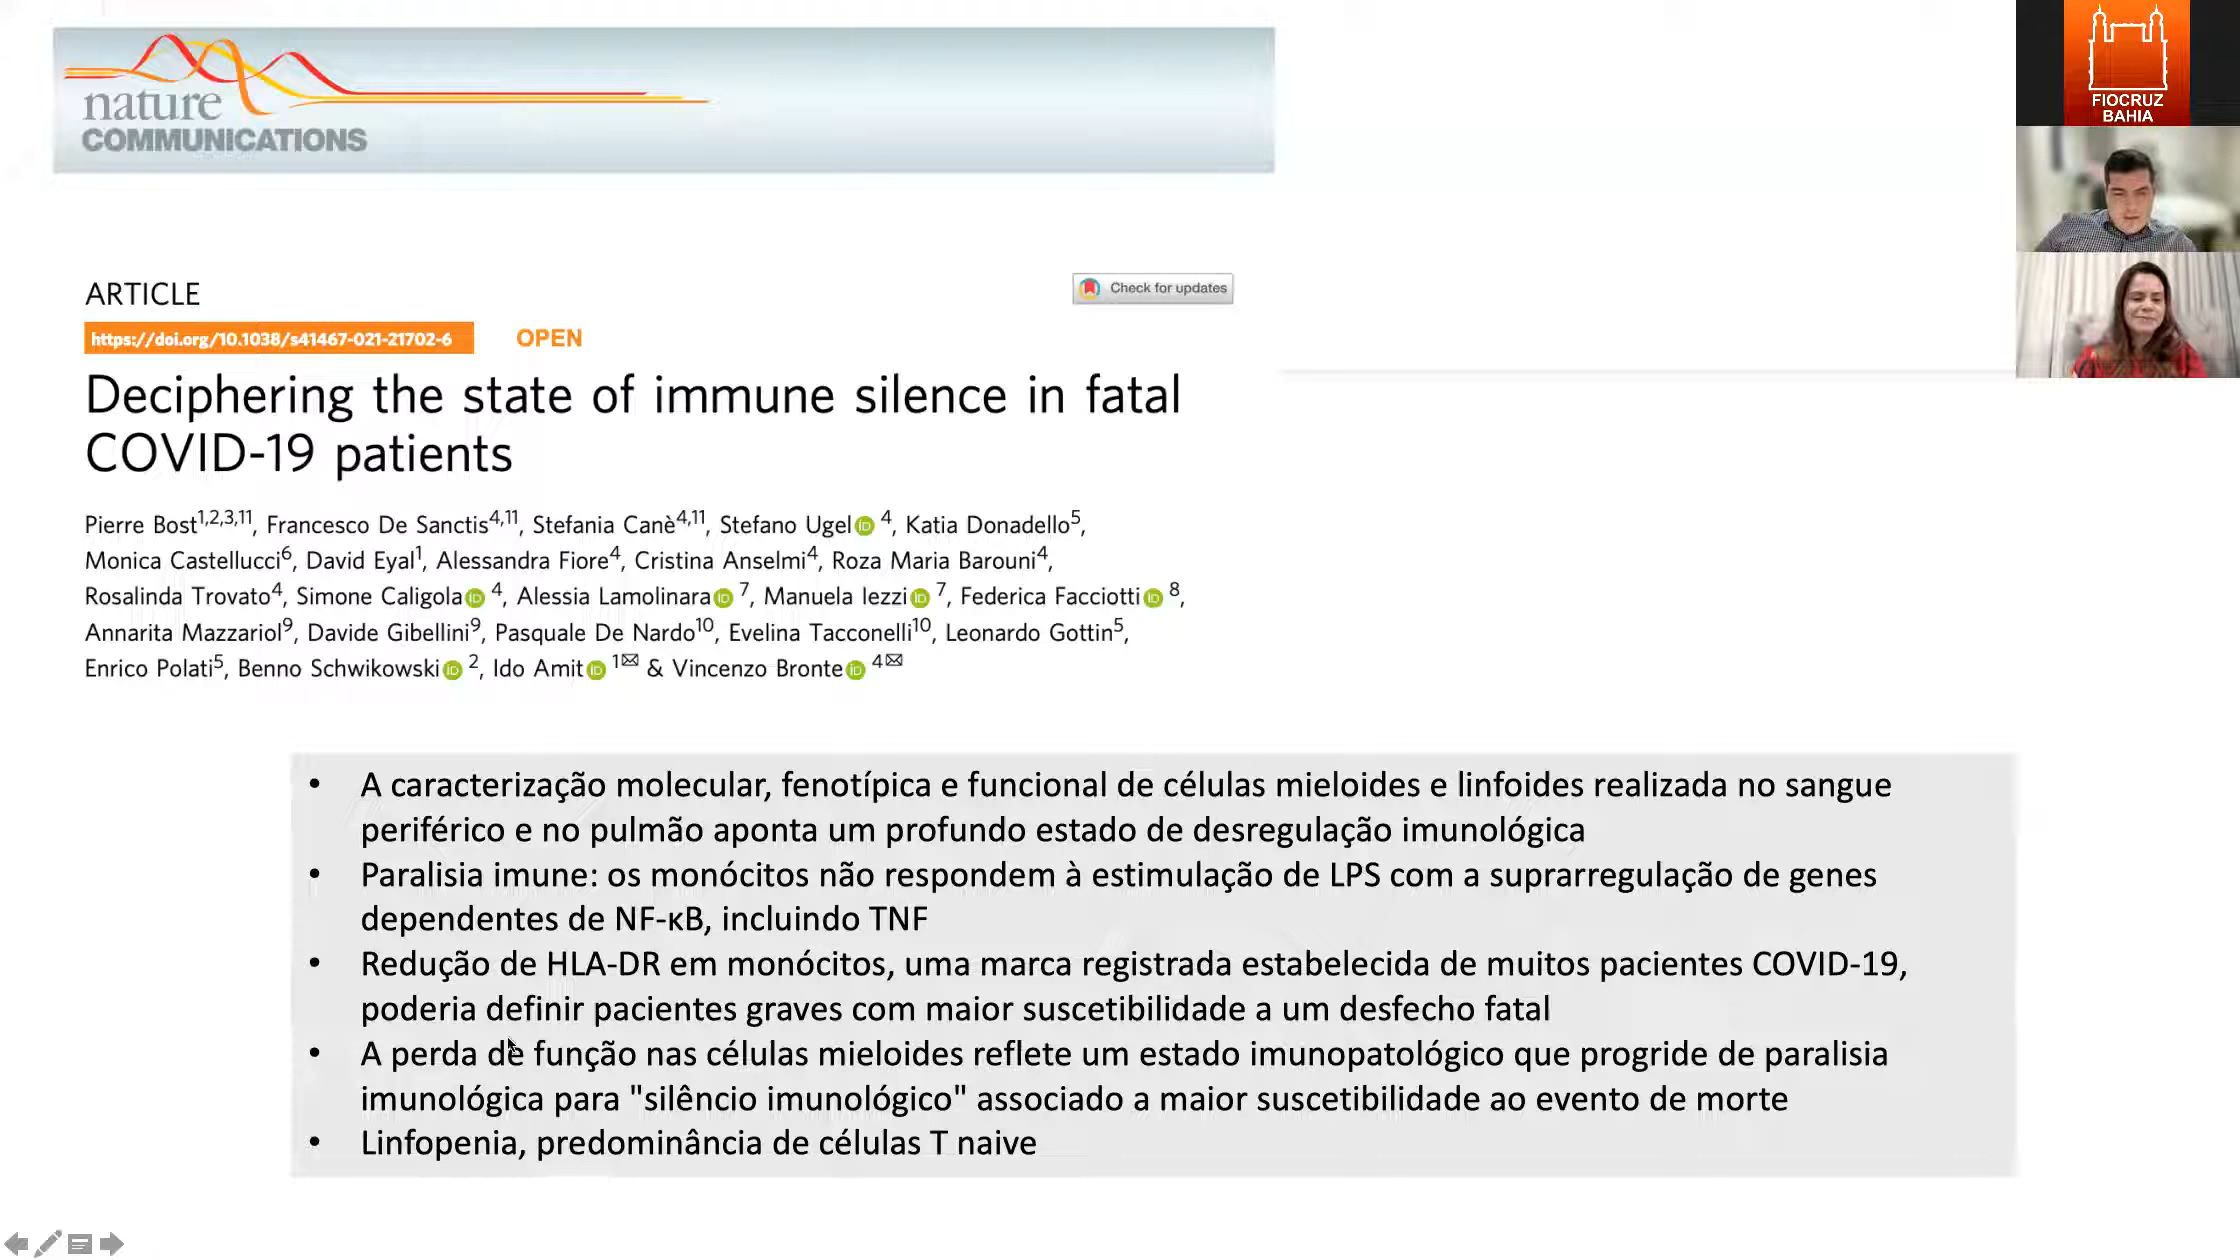 nature
COMMUNICATIONS
FIOCRUZ
BAHIA
ARTICLE
Check for updates
https://doi.org/10.1038/s41467-021-21702-6 OPEN
Deciphering the state of immune silence in fatal
COVID-19 patients
Pierre Bost1,2,3,11, Francesco De Sanctis4,11, Stefania Canè4,11, Stefano Ugel iD 4, Katia Donadello5,
Monica Castellucci6, David Eyal1, Alessandra Fiore4, Cristina Anselmi4, Roza Maria Barouni4,
Rosalinda Trovato4, Simone Caligola iD 4, Alessia Lamolinara iD 7, Manuela Iezzi iD 7, Federica Facciotti iD 8,
Annarita Mazzariol9, Davide Gibellini9, Pasquale De Nardo10, Evelina Tacconelli10, Leonardo Gottin5,
Enrico Polati5, Benno Schwikowski iD 2, Ido Amit iD 1✉ & Vincenzo Bronte iD 4✉
• A caracterização molecular, fenotípica e funcional de células mieloides e linfoides realizada no sangue
periférico e no pulmão aponta um profundo estado de desregulação imunológica
• Paralisia imune: os monócitos não respondem à estimulação de LPS com a suprarregulação de genes
dependentes de NF-κB, incluindo TNF
• Redução de HLA-DR em monócitos, uma marca registrada estabelecida de muitos pacientes COVID-19,
poderia definir pacientes graves com maior suscetibilidade a um desfecho fatal
• A perda de função nas células mieloides reflete um estado imunopatológico que progride de paralisia
imunológica para "silêncio imunológico" associado a maior suscetibilidade ao evento de morte
• Linfopenia, predominância de células T naive